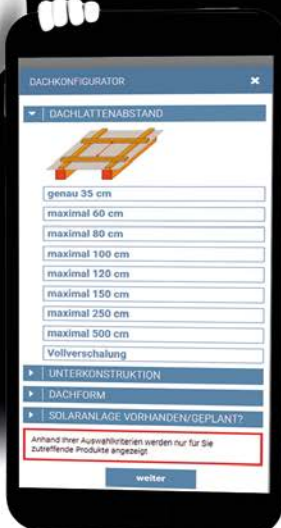 DACHKONFIGURATOR
DACHLATTENABSTAND
genau 35 cm
maximal 60 cm
maximal 80 cm
maximal 100 cm
maximal 120 cm
maximal 150 cm
maximal 250 cm
maximal 500 cm
Vollverschalung
UNTERKONSTRUKTION
DACHFORM
SOLARANLAGE VORHANDEN/GEPLANT?
Anhand Ihrer Auswahlkriterien werden nur für Sie
zutreffende Produkte angezeigt
weiter